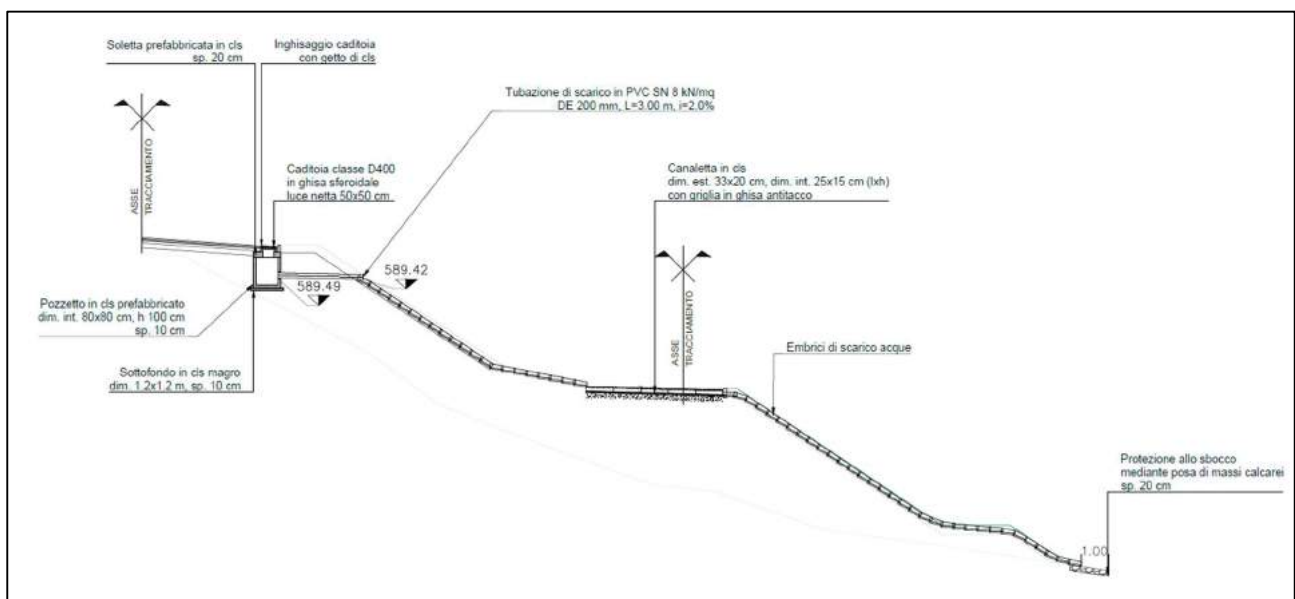 Soletta prefabbricata in cls
sp. 20 cm
Inghisaggio caditoia
con getto di cls
Tubazione di scarico in PVC SN 8 kN/mq
DE 200 mm, L=3.00 m, i=2.0%
ASSE
TRACCIAMENTO
Caditoia classe D400
in ghisa sferoidale
luce netta 50x50 cm
Canaletta in cls
dim. est. 33x20 cm, dim. int. 25x15 cm (lxh)
con griglia in ghisa antitacco
589.42
589.49
Pozzetto in cls prefabbricato
dim. int. 80x80 cm, h 100 cm
sp. 10 cm
ASSE
TRACCIAMENTO
Embrici di scarico acque
Sottofondo in cls magro
dim. 1.2x1.2 m, sp. 10 cm
Protezione allo sbocco
mediante posa di massi calcarei
sp. 20 cm
1.00